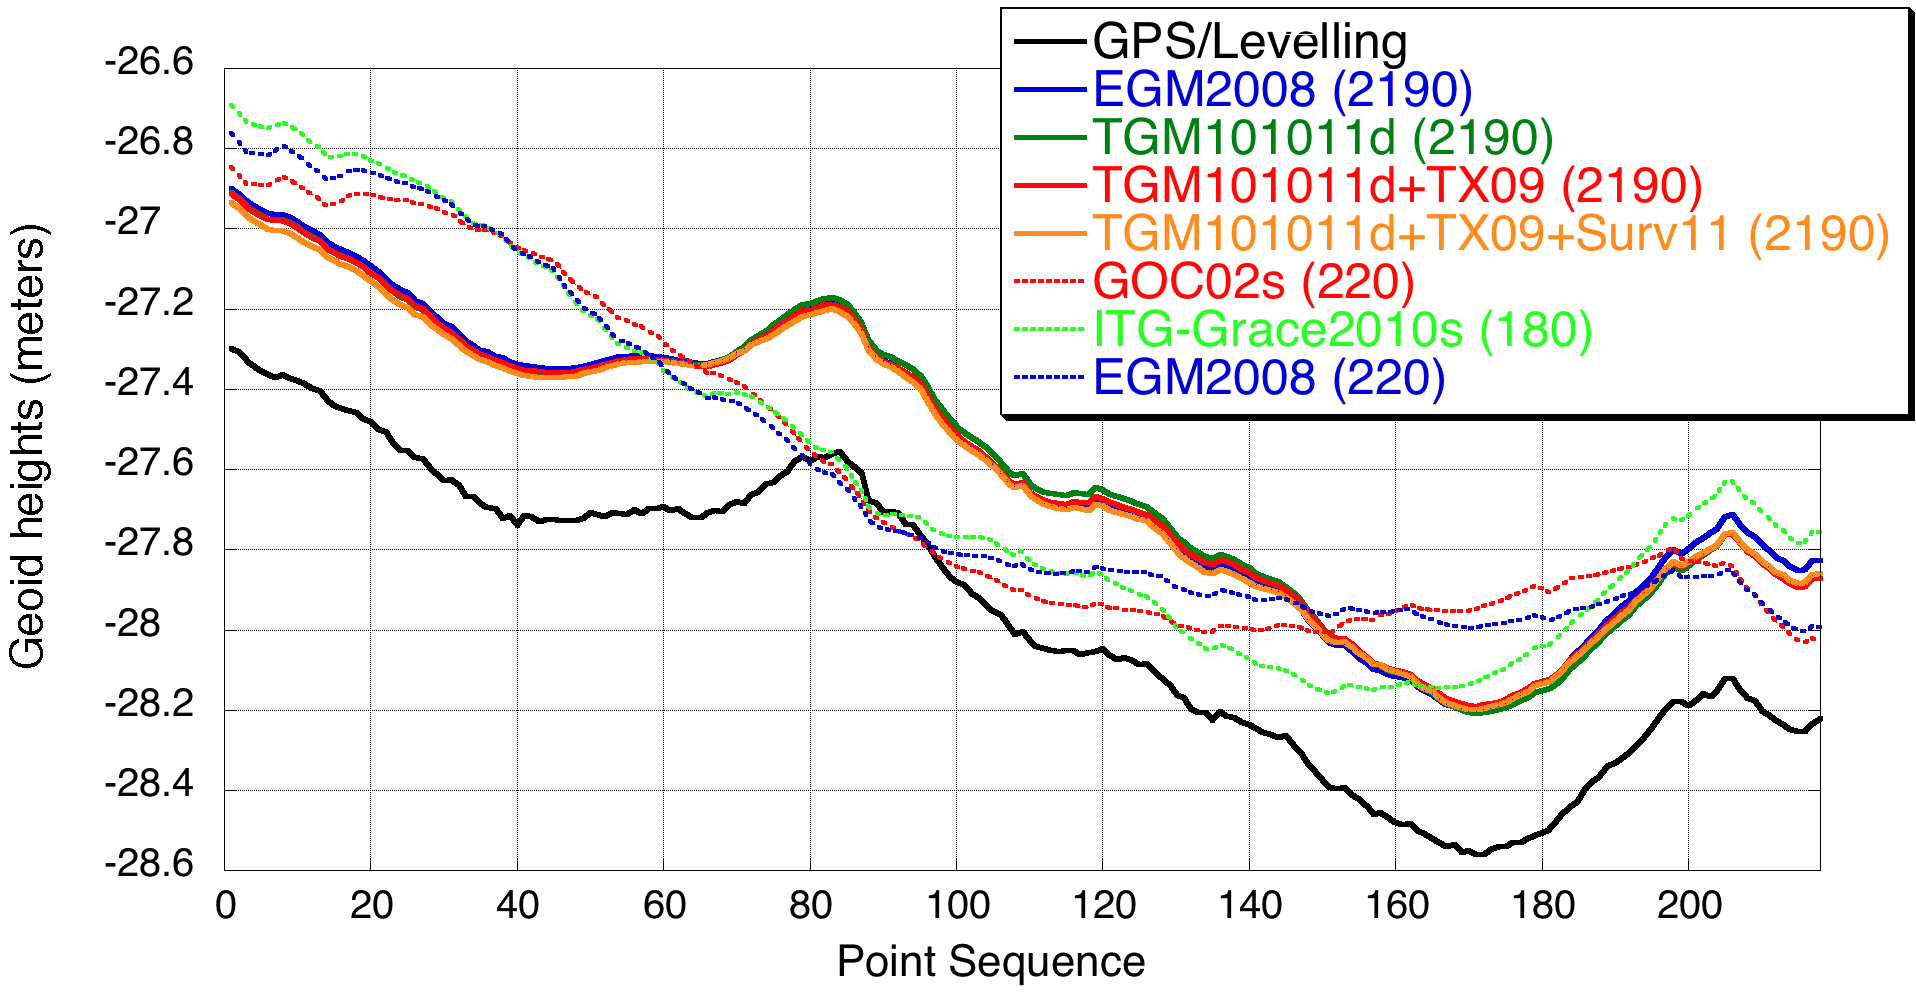 GPS/Levelling
EGM2008 (2190)
TGM101011d (2190)
TGM101011d+TX09 (2190)
TGM101011d+TX09+Surv11 (2190)
GOC02s (220)
ITG-Grace2010s (180)
EGM2008 (220)
Geoid heights (meters)
-26.6
-26.8
-27
-27.2
-27.4
-27.6
-27.8
-28
-28.2
-28.4
-28.6
0 20 40 60 80 100 120 140 160 180 200
Point Sequence